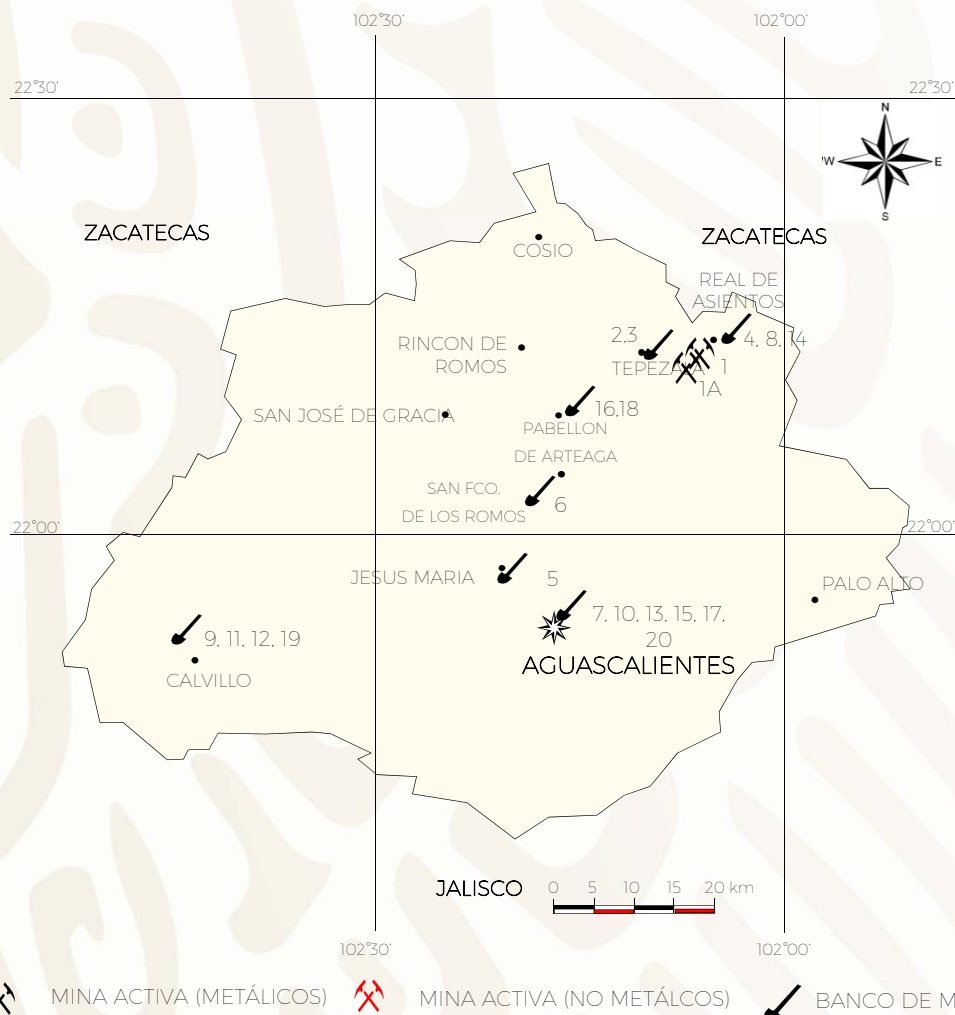 102°30'
102°00'
22°30'
22°30'
N
'W
E
S
ZACATECAS
ZACATECAS
COSIO
REAL DE
ASIENTOS
2,3
4, 8, 14
RINCON DE
ROMOS
TEPEZALA
1
1A
SAN JOSÉ DE GRACIA
16,18
PABELLON
DE ARTEAGA
SAN FCO.
DE LOS ROMOS
6
22°00'
22°00'
JESUS MARIA
5
PALO ALTO
7, 10, 13, 15, 17,
20
9, 11, 12, 19
CALVILLO
AGUASCALIENTES
JALISCO
0 5 10 15 20 km
102°30'
102°00'
MINA ACTIVA (METÁLICOS)
MINA ACTIVA (NO METÁLCOS)
BANCO DE M